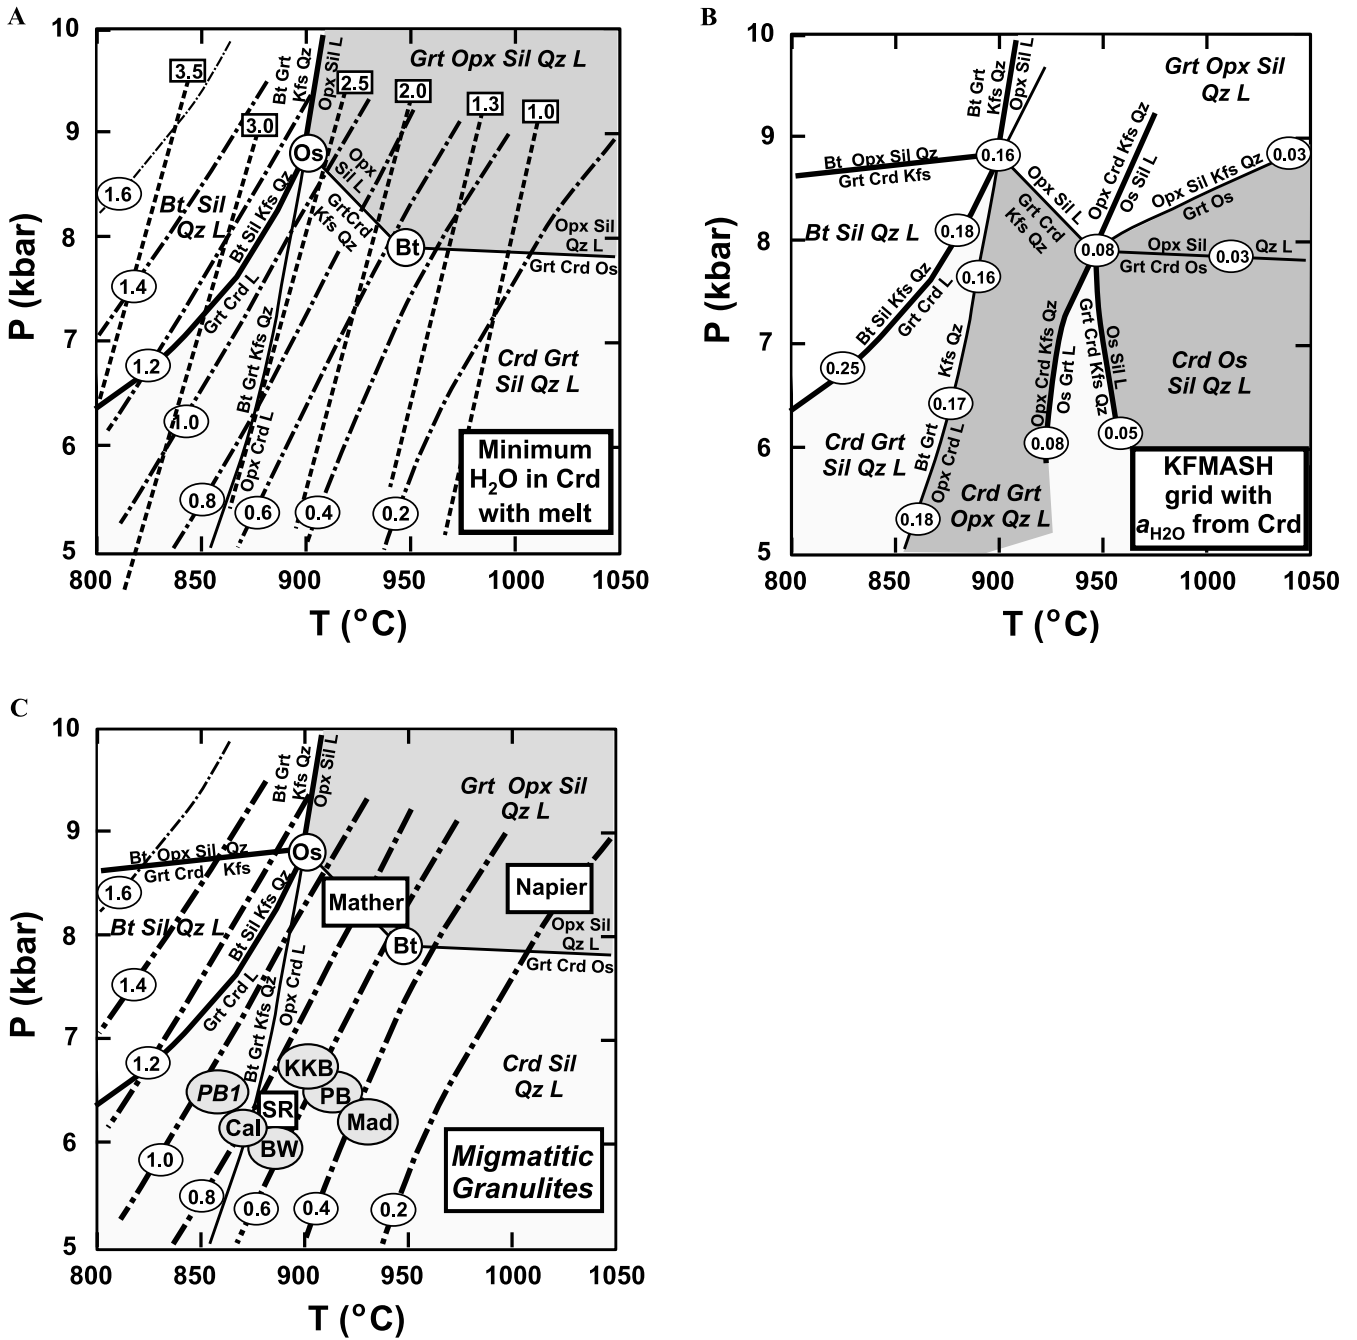 A
10
9
8
7
6
5
P (kbar)
800
850
900
950
1000
1050
T (°C)
3.5
3.0
2.5
2.0
1.3
1.0
1.6
1.4
1.2
1.0
0.8
0.6
0.4
0.2
Bt Grt
Kfs Qz
Opx Sil L
Grt Opx Sil Qz L
Os
Opx
Sil L
GrtCrd
Kfs Qz
Bt
Opx Sil
Qz L
Grt Crd Os
Bt Sil
Qz L
Bt Sil Kfs Qz
Grt Crd L
Bt Grt Kfs Qz
Opx Crd L
Crd Grt
Sil Qz L
Minimum
H2O in Crd
with melt
B
10
9
8
7
6
5
P (kbar)
800
850
900
950
1000
1050
T (°C)
Bt Grt
Kfs Qz
Opx Sil L
Grt Opx Sil
Qz L
Bt Opx Sil Qz
Grt Crd Kfs
0.16
Opx Sil L
Grt Crd
Kfs Qz
Opx Crd Kfs Qz
Os Sil L
Opx Sil Kfs Qz
Grt Os
0.03
Bt Sil Qz L
0.18
0.08
Opx Sil
Qz L
Grt Crd Os
0.03
0.16
Bt Sil Kfs Qz
Grt Crd L
0.25
Kfs Qz
0.17
Bt Grt
Opx Crd L
0.18
Opx Crd Kfs Qz
Os Grt L
0.08
Os Sil L
Grt Crd Kfs Qz
0.05
Crd Os
Sil Qz L
Crd Grt
Sil Qz L
Crd Grt
Opx Qz L
KFMASH
grid with
aH2O from Crd
C
10
9
8
7
6
5
P (kbar)
800
850
900
950
1000
1050
T (°C)
Bt Grt
Kfs Qz
Opx Sil L
Grt Opx Sil
Qz L
Bt Opx Sil Qz
Grt Crd Kfs
Os
1.6
Mather
Napier
Bt Sil Qz L
Bt Sil Kfs Qz
Grt Crd L
Bt
Opx Sil
Qz L
Grt Crd Os
1.4
1.2
Bt Grt Kfs Qz
Opx Crd L
KKB
PB1
PB
SR
Cal
Mad
BW
Crd Sil
Qz L
1.0
0.8
0.6
0.4
0.2
Migmatitic
Granulites